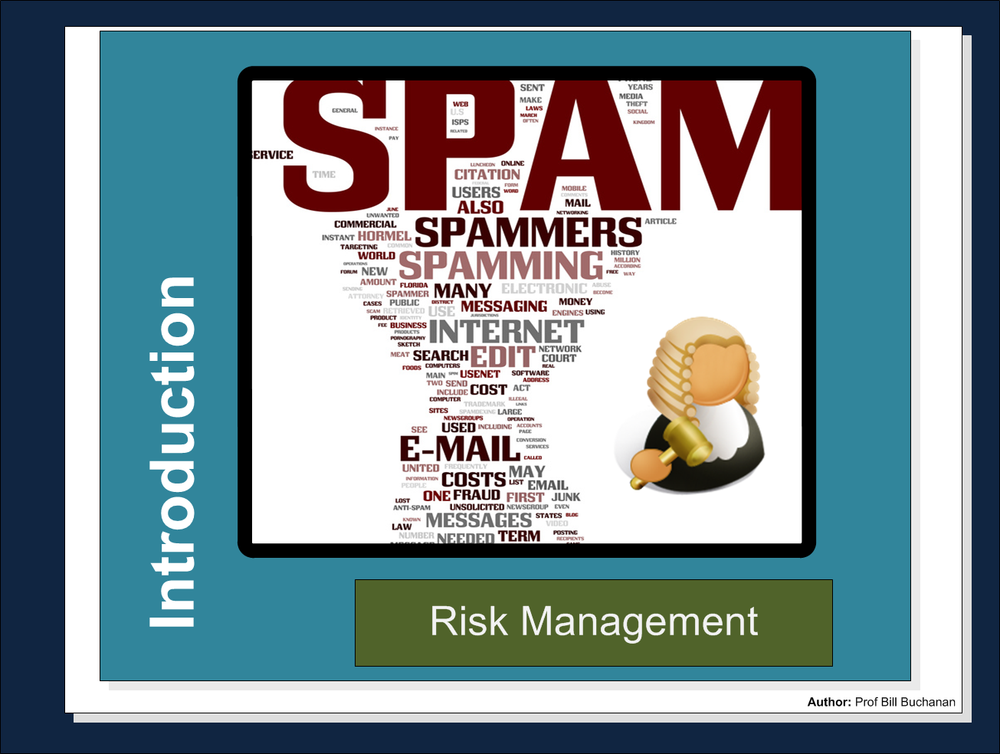 Introduction
SPAM
SENT
YEARS
MAKE
MEDIA
WEB
LAWS
THEFT
U.S
GENERAL
MARCH
SOCIAL
ISPS
OFTEN
KINGDOM
INSTANCE
RELATED
PAY
SERVICE
LUNCHEON ONLINE
TIME
CITATION
FORM
USERS WORD
MOBILE
COMMENTS
ALSO
MAIL
JUNE
NETWORKING
UNWANTED
COMMERCIAL
SPAMMERS
ARTICLE
INSTANT HORMEL
TARGETING COMMON
WORLD
SPAMMING
HISTORY
MILLION
OPERATIONS
ACCORDING
FORUM NEW
FREE WAY
AMOUNT FLORIDA
SENDING
MANY ELECTRONIC
ABUSE
BECOME
ATTORNEY SPAMMER
CASES PUBLIC DISTRICT
MESSAGING
MONEY
SCAM RETRIEVED USE
JURISDICTIONS
ENGINES USING
PRODUCT IDENTITY
FEE BUSINESS
INTERNET
PRODUCTS
PORNOGRAPHY
SKETCH
MEAT SEARCH EDIT
NETWORK
COURT
FOODS COMPUTERS
REAL
MAIN SPIM USENET
SOFTWARE
TWO SEND
ADDRESS
INCLUDE COST ACT
COMPUTER
ILLEGAL
TRADEMARK
LINKS
SITES SPAMDEXING LARGE
NEWSGROUPS
OPERATION
SEE USED INCLUDING ACCOUNTS
PAGE
E-MAIL
CONVERSION
SERVICES
CALLED
UNITED FREQUENTLY MAY
INFORMATION COSTS LIST EMAIL
PEOPLE
ONE FRAUD FIRST JUNK
LOST
ANTI-SPAM UNSOLICITED NEWSGROUP EVEN
KNOWN MESSAGES STATES BLOG
LAW
VIDEO
NUMBER NEEDED TERM POSTING
RECIPIENTS
Risk Management
Author: Prof Bill Buchanan